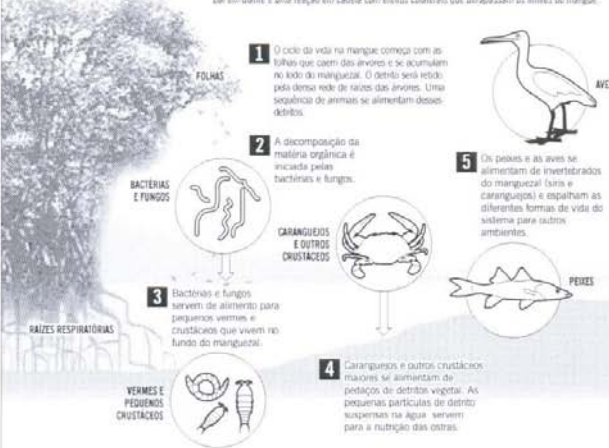 1
O ciclo da vida na mangue começa com as
folhas que caem das árvores e se acumulam
no lodo do manguezal. O detrito será retido
pela densa rede de raízes das árvores. Uma
sequência de animais se alimentam desses
detritos.
FOLHAS
AVES
2
A decomposição da
matéria orgânica é
iniciada pelas
bactérias e fungos.
BACTÉRIAS
E FUNGOS
5
Os peixes e as aves se
alimentam de invertebrados
do manguezal (siris e
caranguejos) e espalham as
diferentes formas de vida do
sistema para outros
ambientes.
CARANGUEJOS
E OUTROS
CRUSTÁCEOS
PEIXES
3
Bactérias e fungos
servem de alimento para
pequenos vermes e
crustáceos que vivem no
fundo do manguezal.
RAÍZES RESPIRATÓRIAS
4
Caranguejos e outros crustáceos
maiores se alimentam de
pedaços de detritos vegetal. As
pequenas partículas de detrito
suspensas na água servem
para a nutrição das ostras.
VERMES E
PEQUENOS
CRUSTÁCEOS